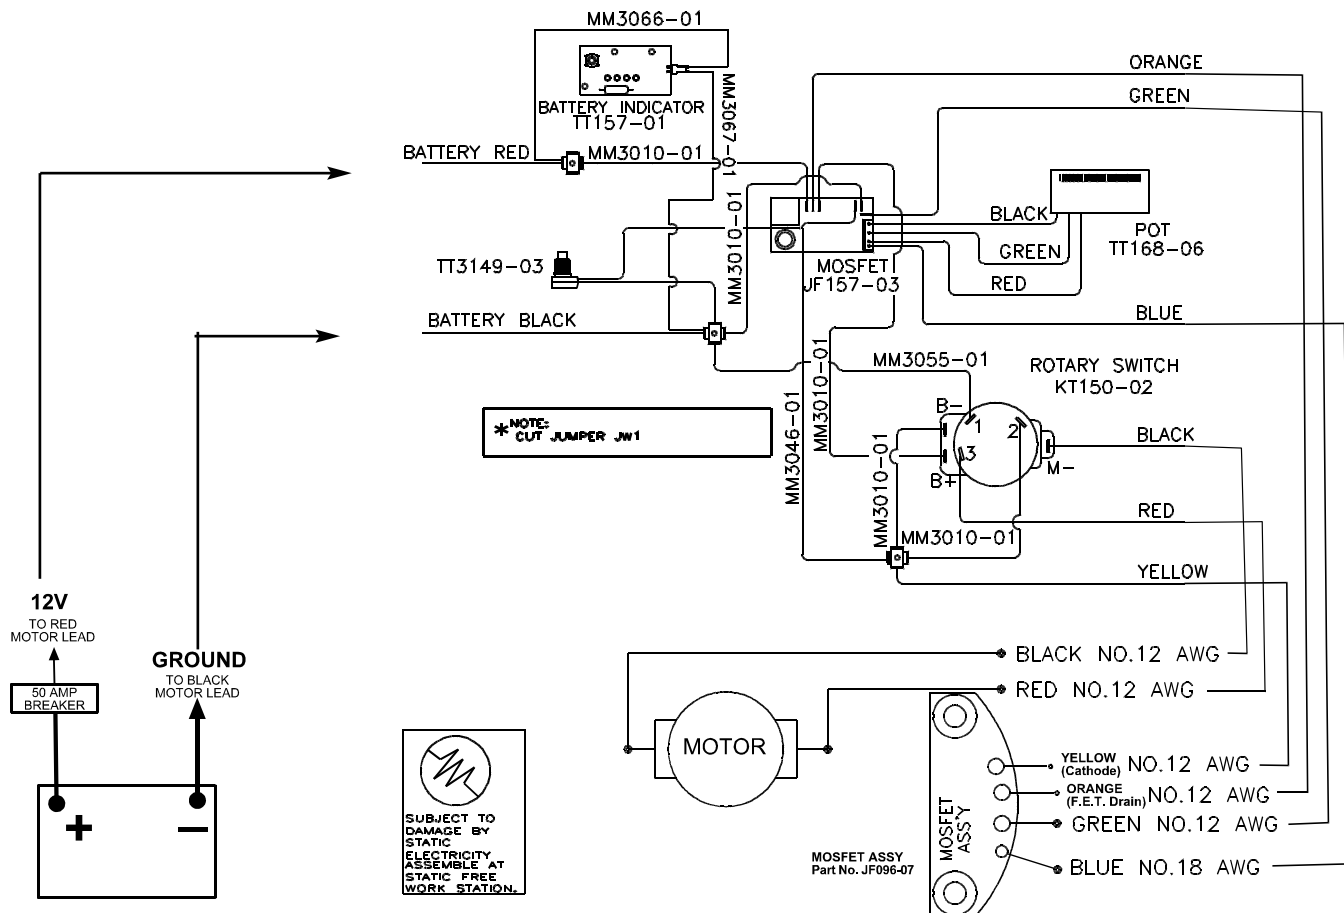 MM3066-01
BATTERY INDICATOR
TT157-01
MM3067-01
ORANGE
GREEN
BATTERY RED
MM3010-01
MM3010-01
BLACK
GREEN
RED
POT
TT168-06
TT3149-03
MOSFET
JF157-03
BATTERY BLACK
BLUE
MM3055-01
ROTARY SWITCH
KT150-02
MM3046-01
MM3010-01
MM3010-01
*NOTE:
CUT JUMPER JW1
B-
1
2
3
B+
M-
BLACK
RED
MM3010-01
YELLOW
12V
TO RED
MOTOR LEAD
GROUND
TO BLACK
MOTOR LEAD
50 AMP
BREAKER
+
−
BLACK NO.12 AWG
RED NO.12 AWG
MOTOR
YELLOW
(Cathode) NO.12 AWG
ORANGE
(F.E.T. Drain) NO.12 AWG
GREEN NO.12 AWG
BLUE NO.18 AWG
MOSFET
ASS'Y
MOSFET ASSY
Part No. JF096-07
SUBJECT TO
DAMAGE BY
STATIC
ELECTRICITY
ASSEMBLE AT
STATIC FREE
WORK STATION.